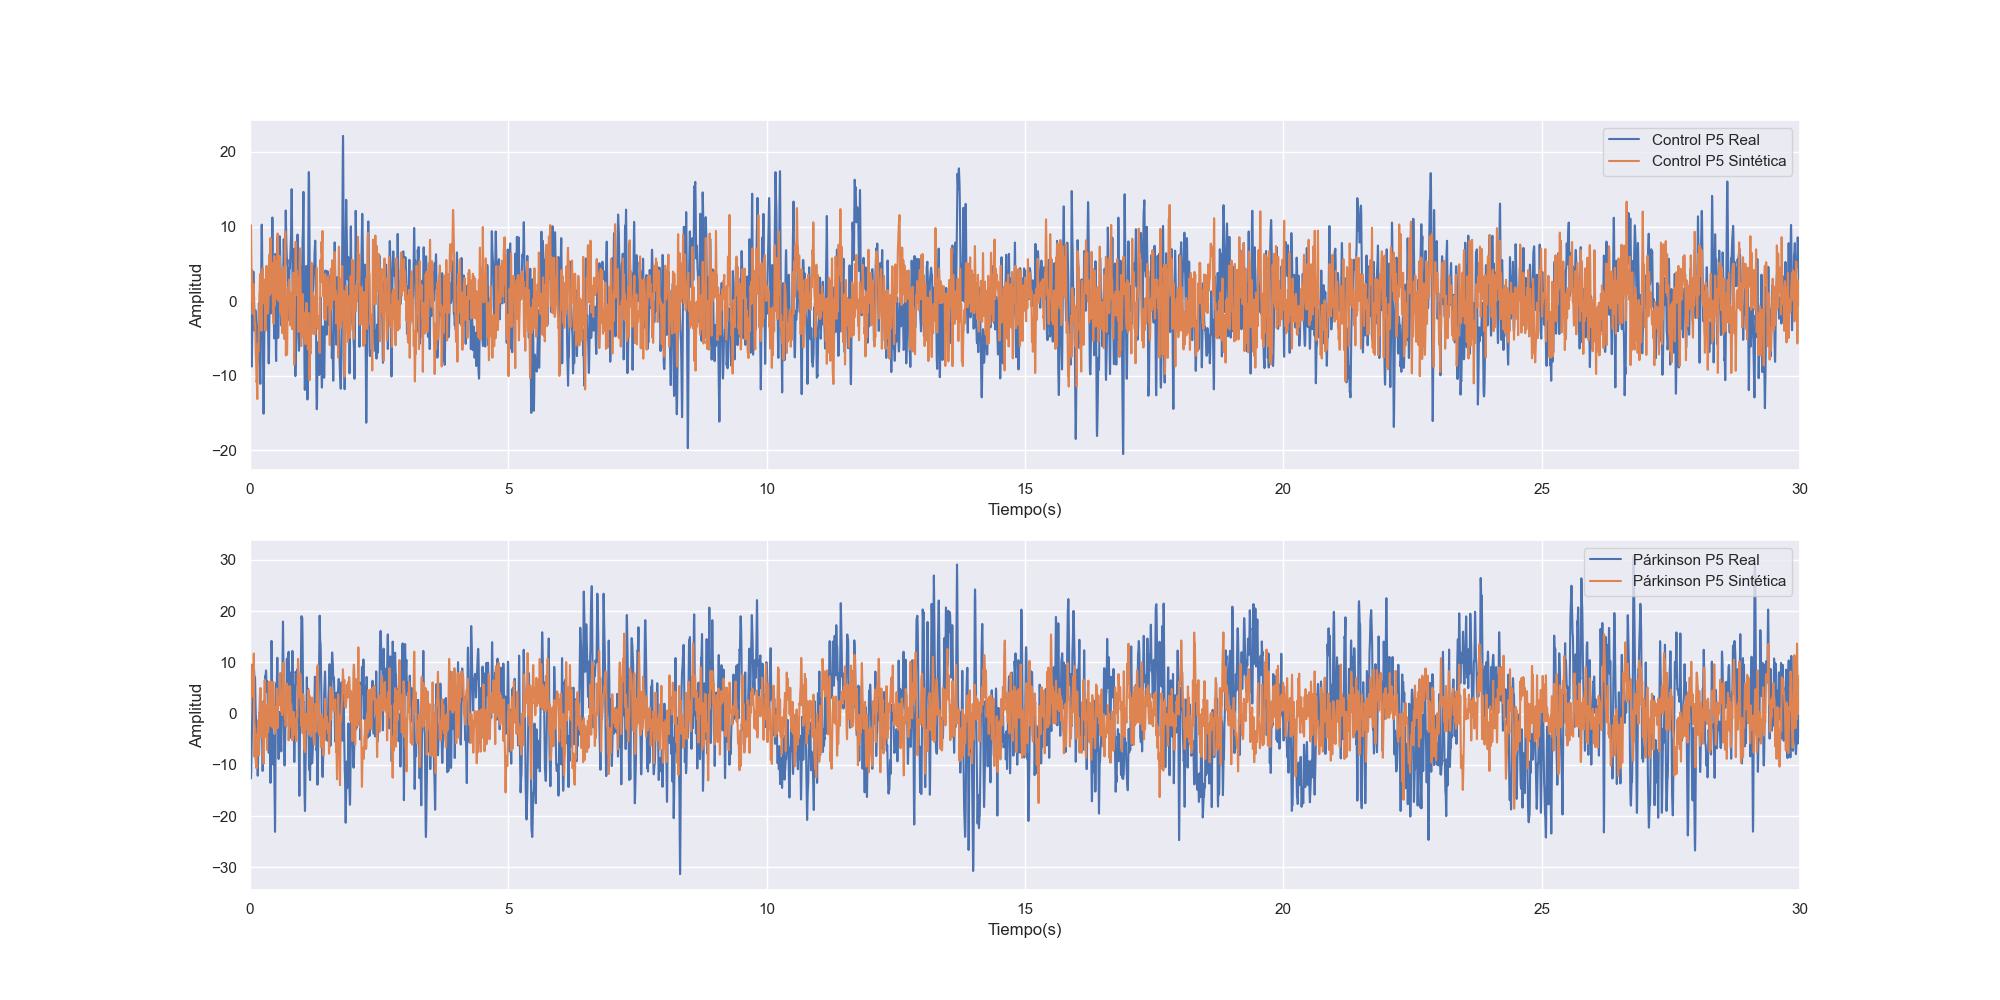 Control P5 Real
Control P5 Sintética
Amplitud
20
10
0
−10
−20
0 5 10 15 20 25 30
Tiempo(s)
Párkinson P5 Real
Párkinson P5 Sintética
Amplitud
30
20
10
0
−10
−20
−30
0 5 10 15 20 25 30
Tiempo(s)